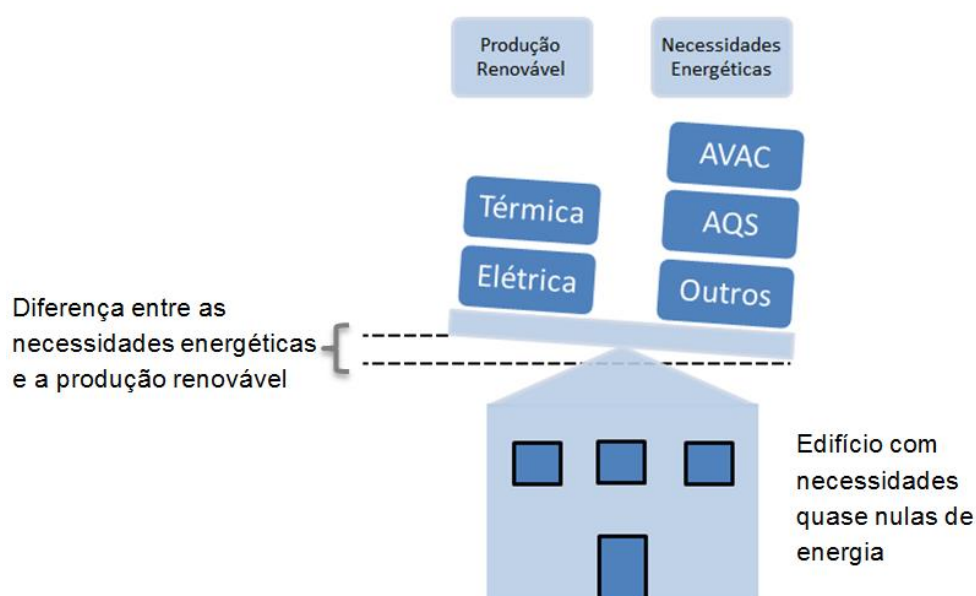 Produção
Renovável
Necessidades
Energéticas
AVAC
Térmica
AQS
Elétrica
Outros
Diferença entre as
necessidades energéticas
e a produção renovável
Edifício com
necessidades
quase nulas de
energia